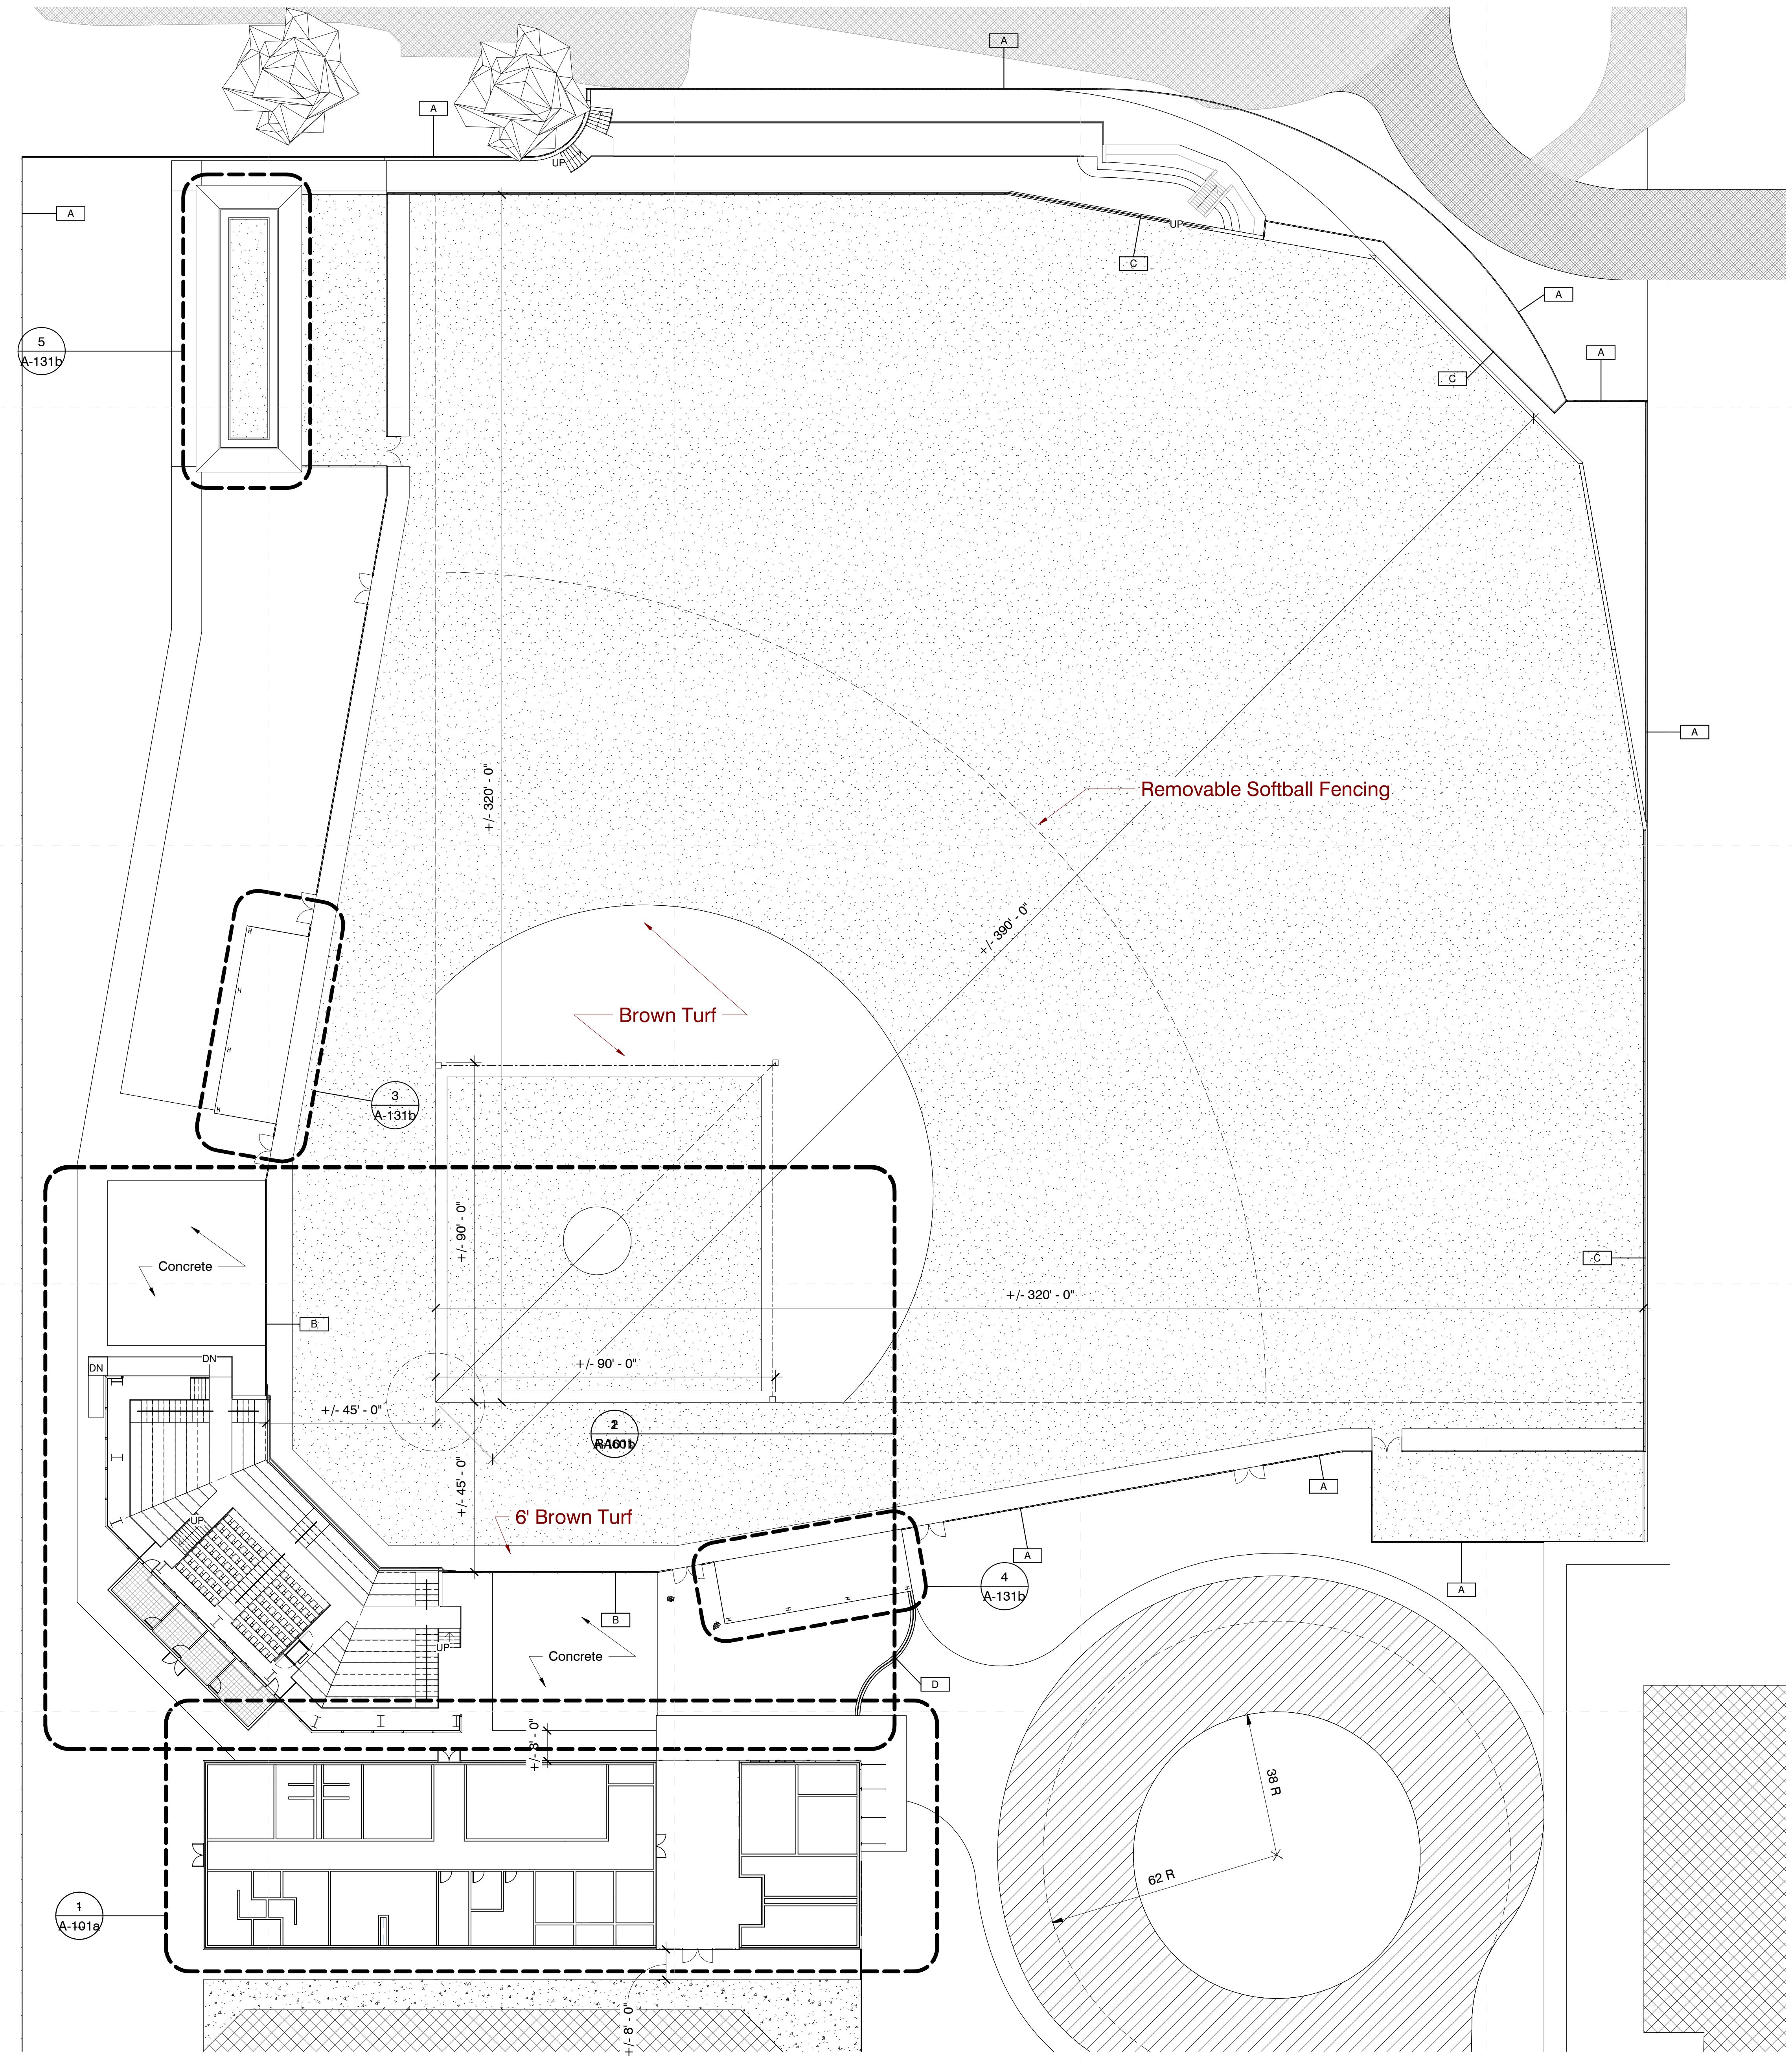 A
A
UP
A
UP
C
A
5
A-131b
A
C
A
+/- 320' - 0"
Removable Softball Fencing
+/- 390' - 0"
Brown Turf
H
H
H
H
3
A-131b
+/- 90' - 0"
Concrete
C
+/- 320' - 0"
B
DN
DN
+/- 90' - 0"
+/- 45' - 0"
+/- 45' - 0"
A
6' Brown Turf
UP
A
4
A-131b
A
H
H
H
H
B
UP
Concrete
D
+/- 8' - 0"
38 R
62 R
1
A-101a
+/- 8' - 0"